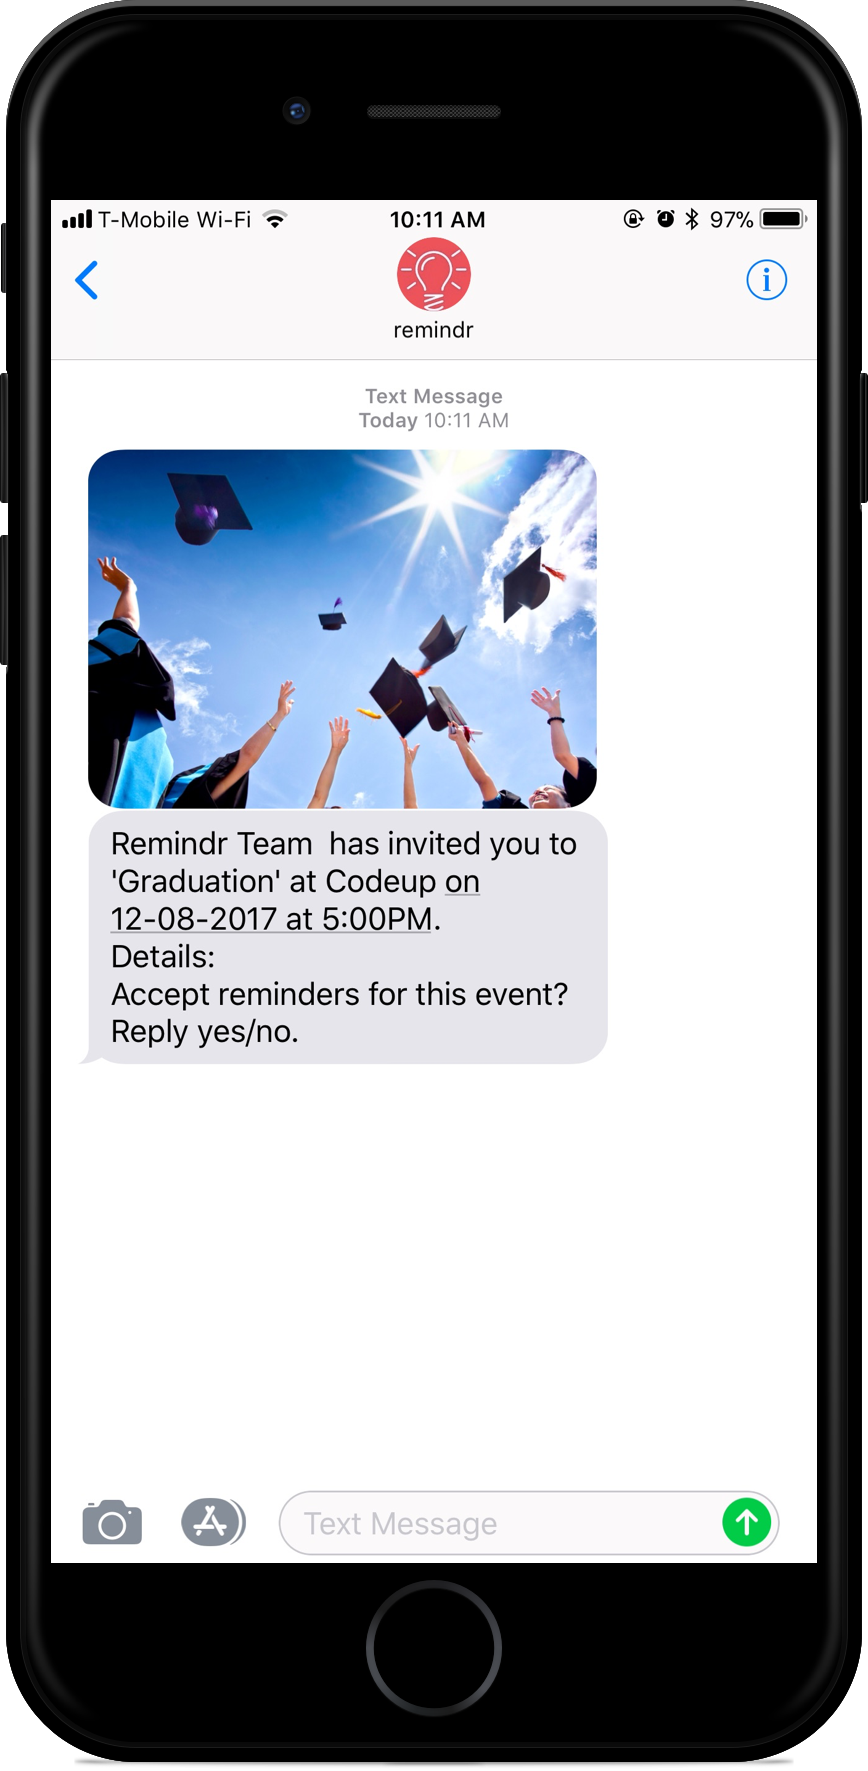 T-Mobile Wi-Fi 10:11 AM 97%
remindr
Text Message
Today 10:11 AM
Remindr Team  has invited you to
'Graduation' at Codeup on
12-08-2017 at 5:00PM.
Details:
Accept reminders for this event?
Reply yes/no.
Text Message